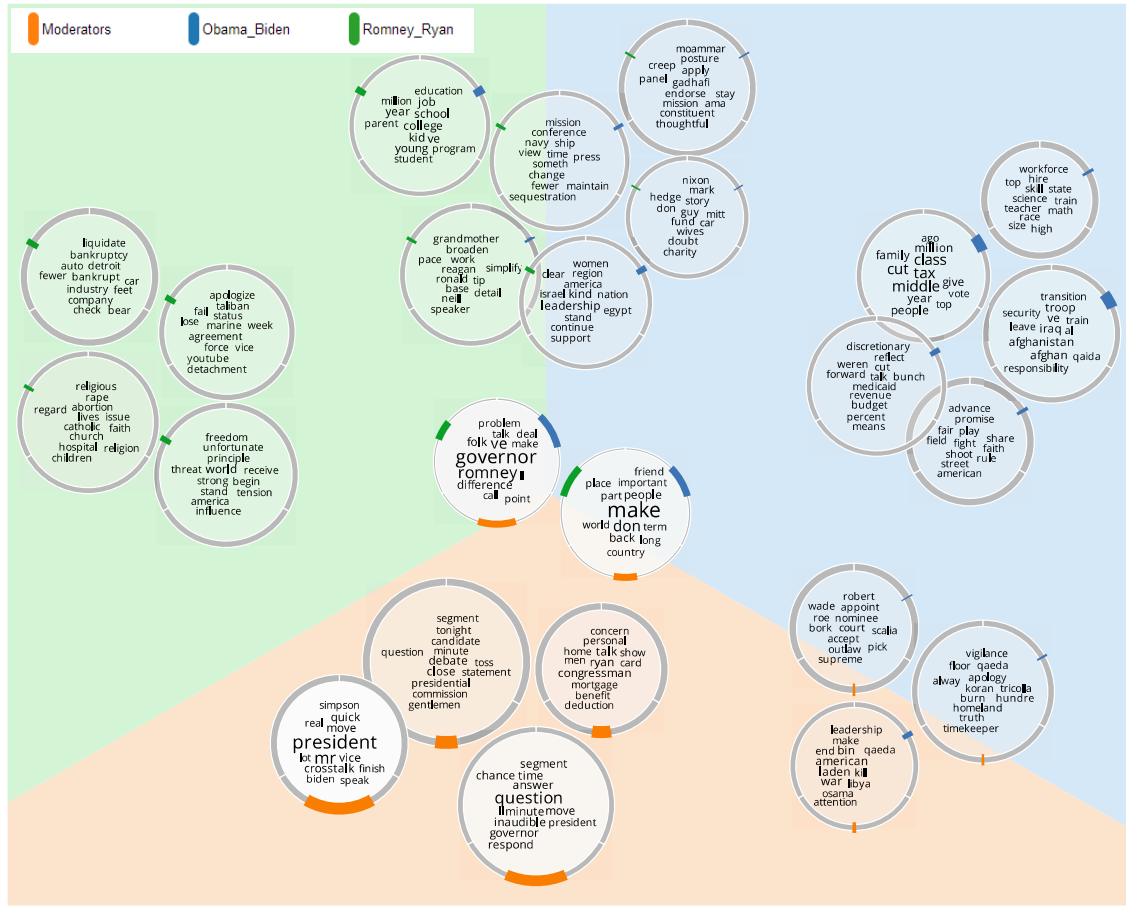 Moderators
Obama_Biden
Romney_Ryan
education
million job
year school
parent college
kid ve
young program
student
moammar
posture
creep apply
panel gadhafi
endorse stay
mission ama
constituent
thoughtful
mission
conference
navy ship
view time press
someth
change
fewer maintain
sequestration
nixon
mark
hedge story
don guy mitt
fund car
wives
doubt
charity
workforce
top hire
skill state
science train
teacher math
race
size high
grandmother
broaden
pace work
reagan simplify
ronald tip
base detail
neil
speaker
women
clear region
america
israel kind nation
leadership egypt
stand
continue
support
ago
million
family class
cut tax
middle give
year vote
people top
transition
security troop
ve train
leave iraq al
afghanistan
afghan qaida
responsibility
liquidate
bankruptcy
auto detroit
fewer bankrupt car
industry feet
company
check bear
apologize
fail taliban
lose status
marine week
agreement
force vice
youtube
detachment
discretionary
weren reflect
forward cut
talk bunch
medicaid
revenue
budget
percent
means
religious
rape
regard abortion
lives issue
catholic faith
church
hospital religion
children
freedom
unfortunate
principle
threat world receive
strong begin
stand tension
america
influence
advance
promise
fair play
field fight share
shoot faith
street rule
american
problem
talk deal
folk ve make
governor
romney ll
difference
call point
friend
place important
part people
make
world don term
back long
country
segment
tonight
candidate
question minute
debate toss
close statement
presidential
commission
gentlemen
concern
personal
home talk show
men ryan card
congressman
mortgage
benefit
deduction
robert
wade appoint
roe nominee
bork court scalia
accept
outlaw pick
supreme
vigilance
floor qaeda
alway apology
koran tricolla
burn hundre
homeland
truth
timekeeper
simpson
real quick
move
president
lot mr vice
crosstalk finish
biden speak
segment
chance time
answer
question
ll minute move
inaudible president
governor
respond
leadership
make
end bin qaeda
american
laden kill
war libya
osama
attention